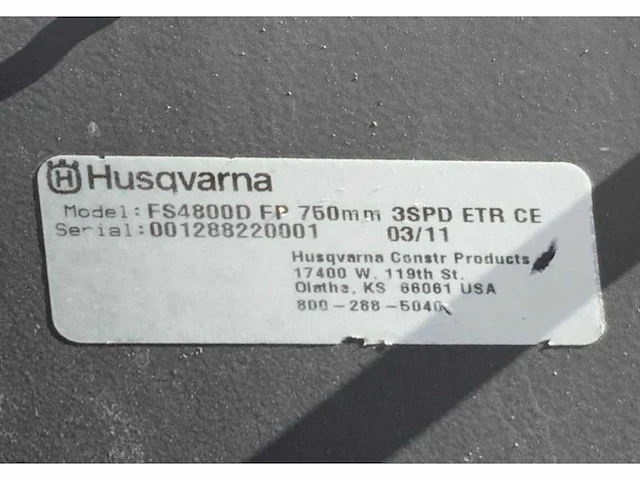 Husqvarna
Model: FS4800D FP 750mm 3SPD ETR CE
Serial: 001288220001 03/11
Husqvarna Constr Products
17400 W. 119th St.
Olathe, KS 66061 USA
800-288-5040